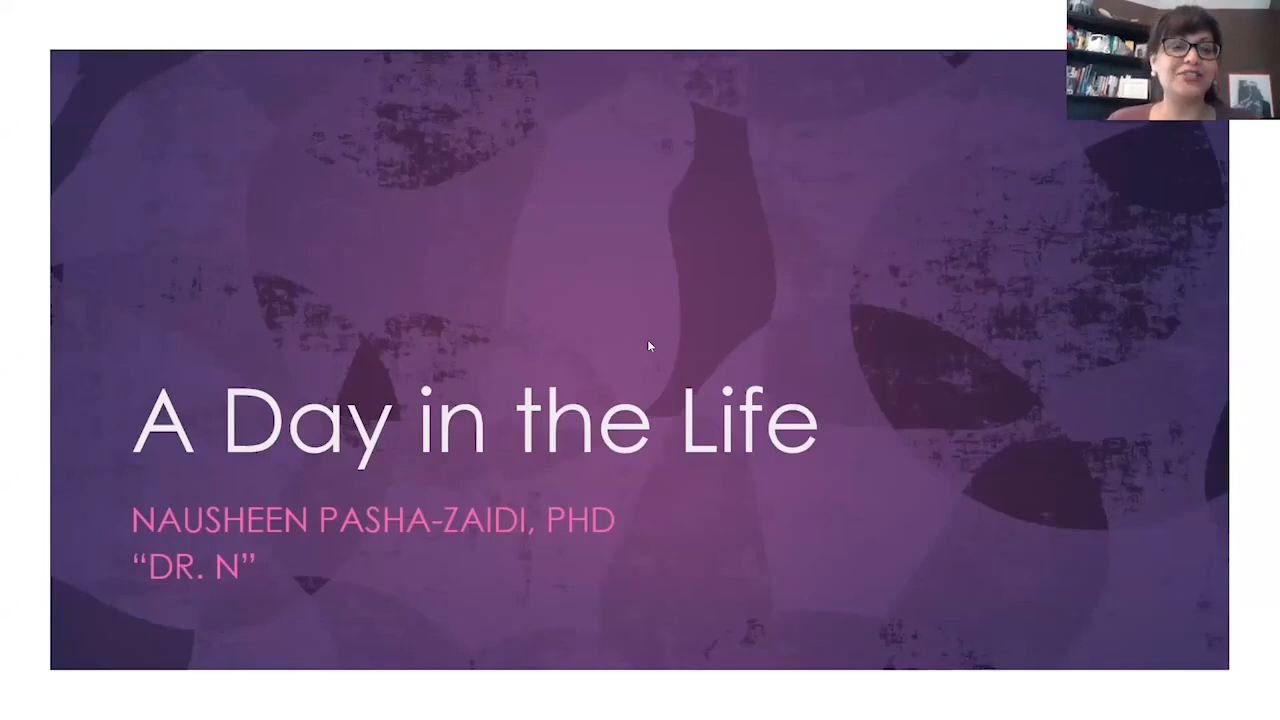 A Day in the Life
NAUSHEEN PASHA-ZAIDI, PHD
“DR. N”